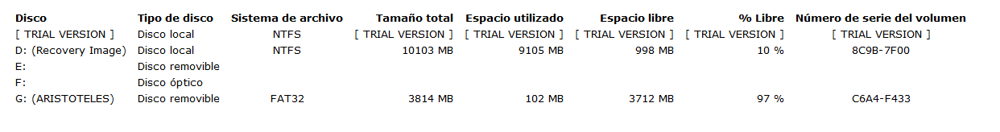 Disco Tipo de disco Sistema de archivo Tamaño total Espacio utilizado Espacio libre % Libre Número de serie del volumen
[ TRIAL VERSION ] Disco local NTFS [ TRIAL VERSION ] [ TRIAL VERSION ] [ TRIAL VERSION ] [ TRIAL VERSION ] [ TRIAL VERSION ]
D: (Recovery Image) Disco local NTFS 10103 MB 9105 MB 998 MB 10 % 8C9B-7F00
E: Disco removible
F: Disco óptico
G: (ARISTOTELES) Disco removible FAT32 3814 MB 102 MB 3712 MB 97 % C6A4-F433